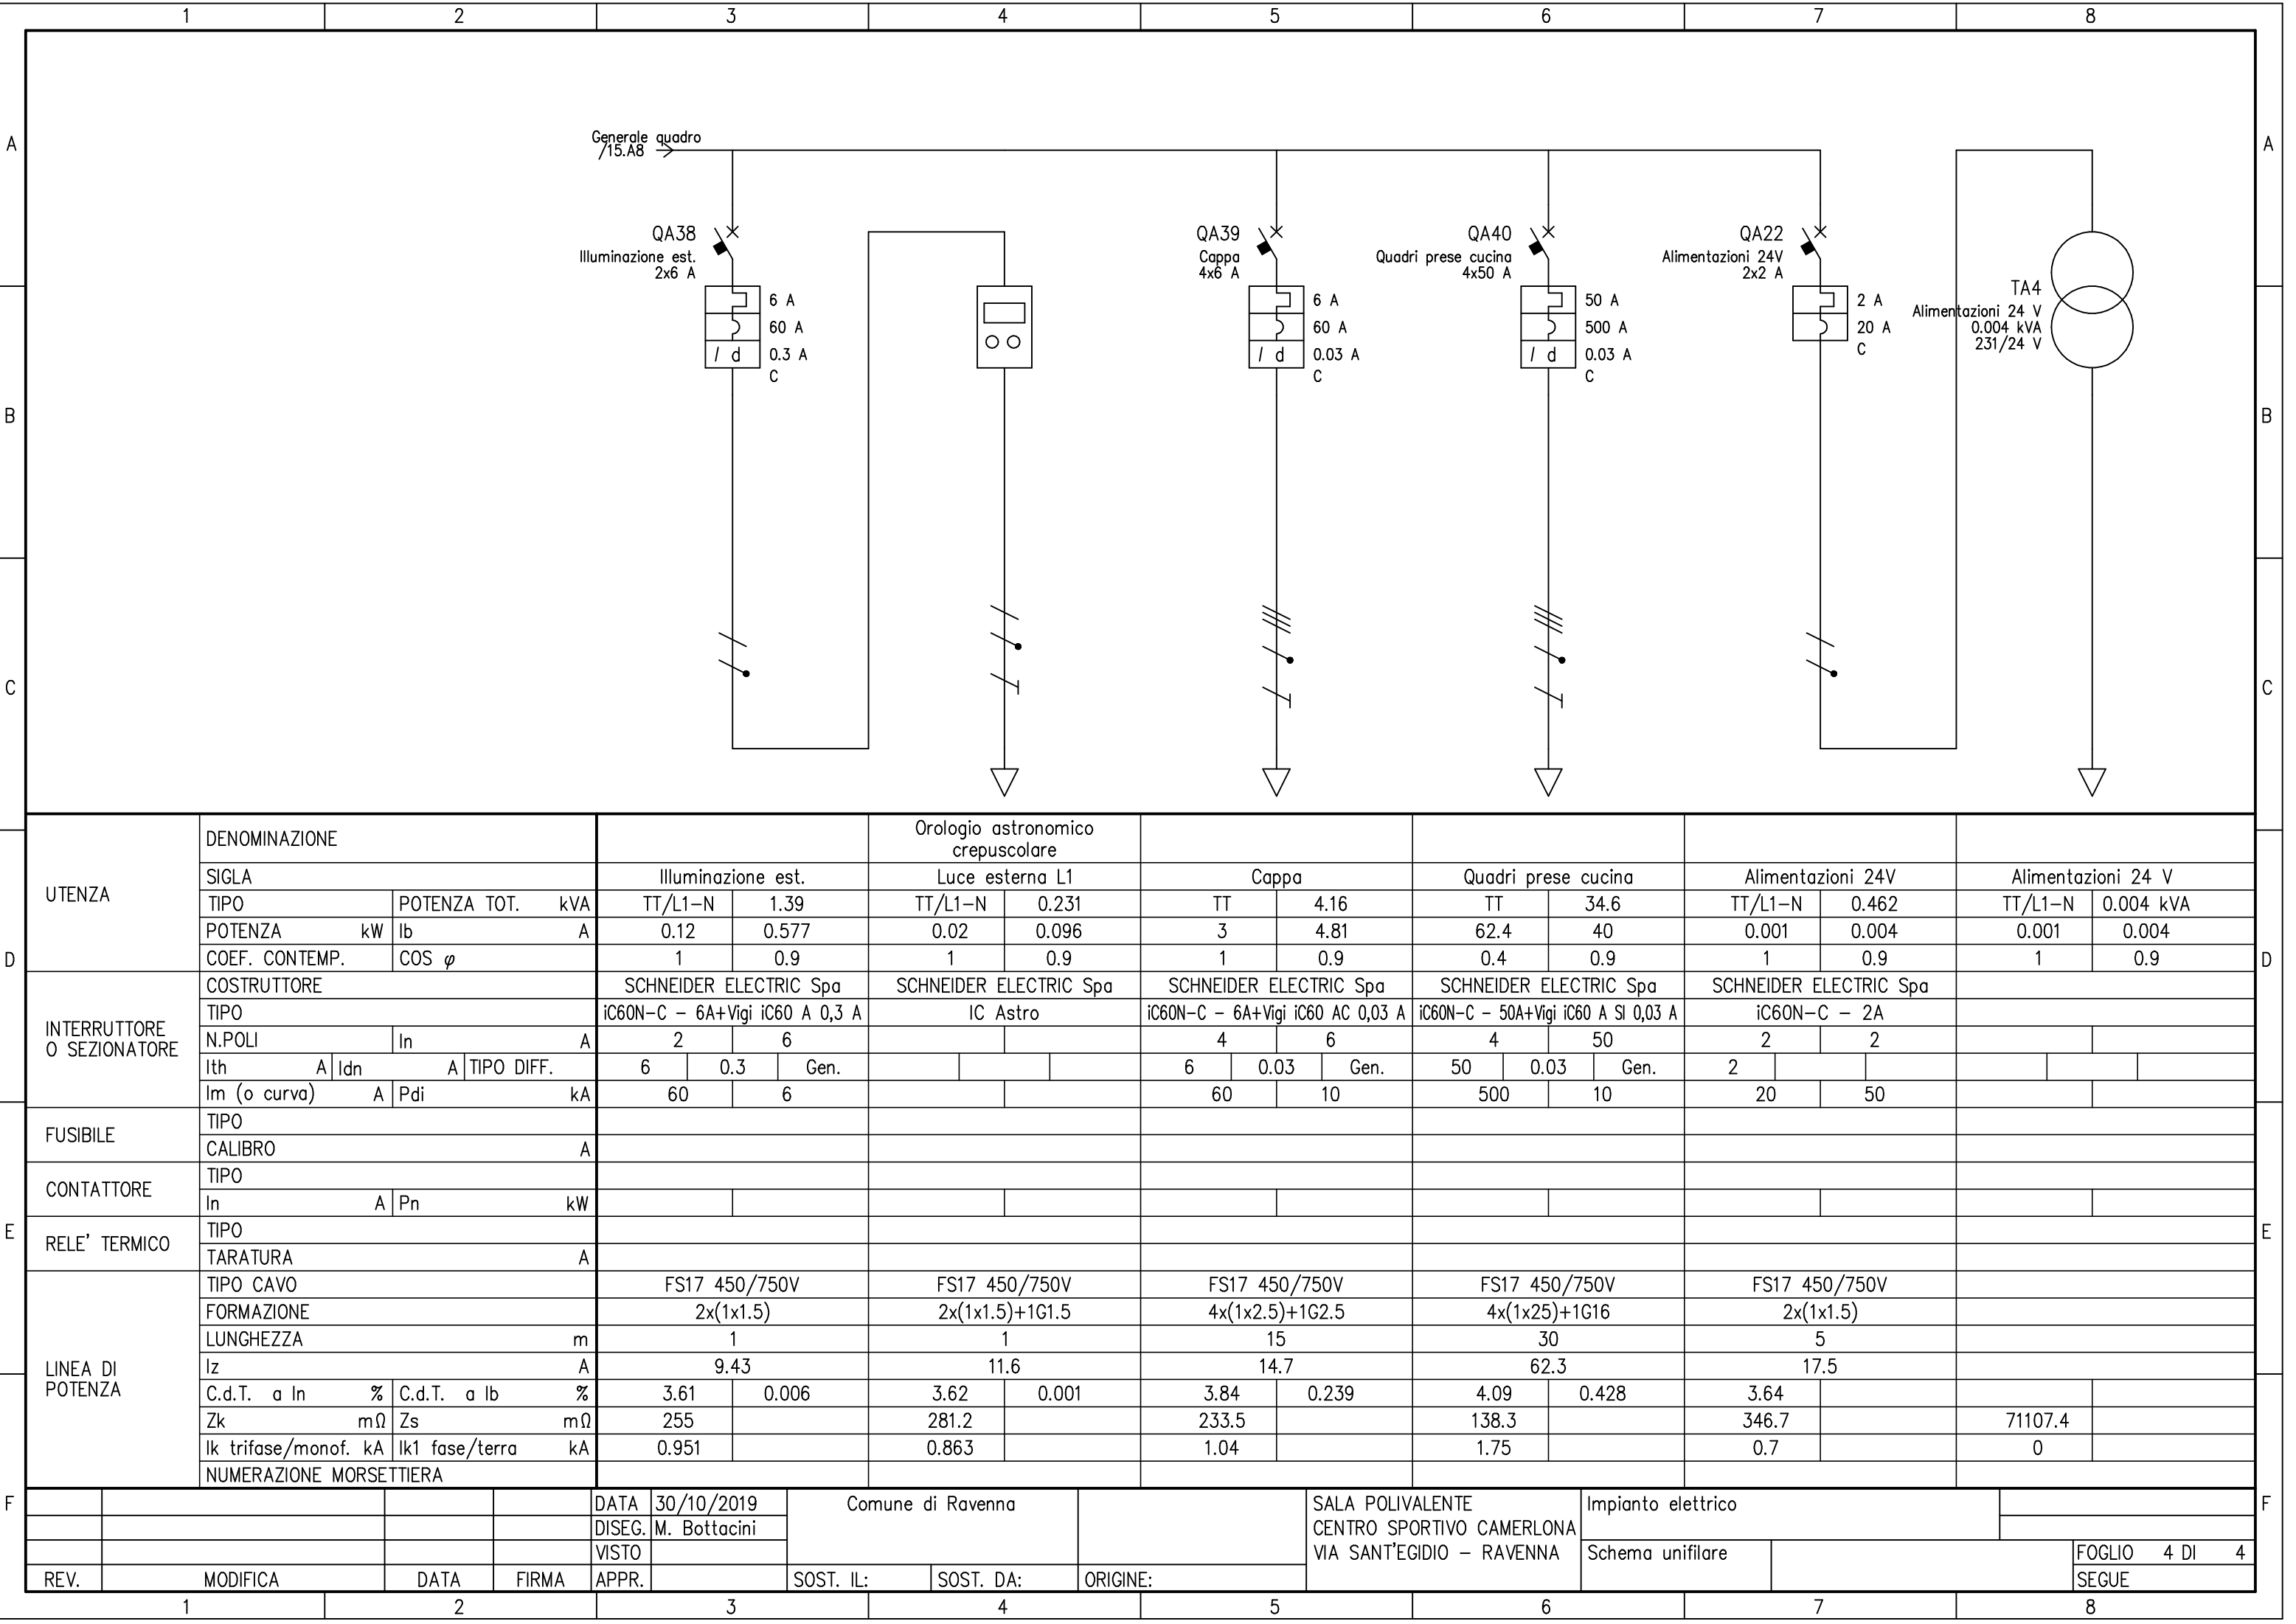 1 2 3 4 5 6 7 8
A A
Generale quadro
/15.A8
QA38
Illuminazione est.
2x6 A
6 A
60 A
I d 0.3 A
C
QA39
Cappa
4x6 A
6 A
60 A
I d 0.03 A
C
QA40
Quadri prese cucina
4x50 A
50 A
500 A
I d 0.03 A
C
QA22
Alimentazioni 24V
2x2 A
2 A
20 A
C
TA4
Alimentazioni 24 V
0.004 kVA
231/24 V
B B
C C
UTENZA
DENOMINAZIONE Orologio astronomico
crepuscolare
SIGLA Illuminazione est. Luce esterna L1 Cappa Quadri prese cucina Alimentazioni 24V Alimentazioni 24 V
TIPO POTENZA TOT. kVA TT/L1-N 1.39 TT/L1-N 0.231 TT 4.16 TT 34.6 TT/L1-N 0.462 TT/L1-N 0.004 kVA
POTENZA kW Ib A 0.12 0.577 0.02 0.096 3 4.81 62.4 40 0.001 0.004 0.001 0.004
D COEF. CONTEMP. COS φ 1 0.9 1 0.9 1 0.9 0.4 0.9 1 0.9 1 0.9 D
INTERRUTTORE
O SEZIONATORE
COSTRUTTORE SCHNEIDER ELECTRIC Spa SCHNEIDER ELECTRIC Spa SCHNEIDER ELECTRIC Spa SCHNEIDER ELECTRIC Spa SCHNEIDER ELECTRIC Spa
TIPO iC60N-C - 6A+Vigi iC60 A 0,3 A IC Astro iC60N-C - 6A+Vigi iC60 AC 0,03 A iC60N-C - 50A+Vigi iC60 A SI 0,03 A iC60N-C - 2A
N.POLI In A 2 6 4 6 4 50 2 2
Ith A Idn A TIPO DIFF. 6 0.3 Gen. 6 0.03 Gen. 50 0.03 Gen. 2
Im (o curva) A Pdi kA 60 6 60 10 500 10 20 50
FUSIBILE
TIPO
CALIBRO A
CONTATTORE
TIPO
In A Pn kW
E E
RELE' TERMICO
TIPO
TARATURA A
LINEA DI
POTENZA
TIPO CAVO FS17 450/750V FS17 450/750V FS17 450/750V FS17 450/750V FS17 450/750V
FORMAZIONE 2x(1x1.5) 2x(1x1.5)+1G1.5 4x(1x2.5)+1G2.5 4x(1x25)+1G16 2x(1x1.5)
LUNGHEZZA m 1 1 15 30 5
Iz A 9.43 11.6 14.7 62.3 17.5
C.d.T. a In % C.d.T. a Ib % 3.61 0.006 3.62 0.001 3.84 0.239 4.09 0.428 3.64
Zk mΩ Zs mΩ 255 281.2 233.5 138.3 346.7 71107.4
Ik trifase/monof. kA Ik1 fase/terra kA 0.951 0.863 1.04 1.75 0.7 0
NUMERAZIONE MORSETTIERA
F F
DATA 30/10/2019 Comune di Ravenna SALA POLIVALENTE Impianto elettrico
DISEG. M. Bottacini CENTRO SPORTIVO CAMERLONA
VISTO VIA SANT'EGIDIO - RAVENNA Schema unifilare FOGLIO 4 DI 4
REV. MODIFICA DATA FIRMA APPR. SOST. IL: SOST. DA: ORIGINE: SEGUE
1 2 3 4 5 6 7 8